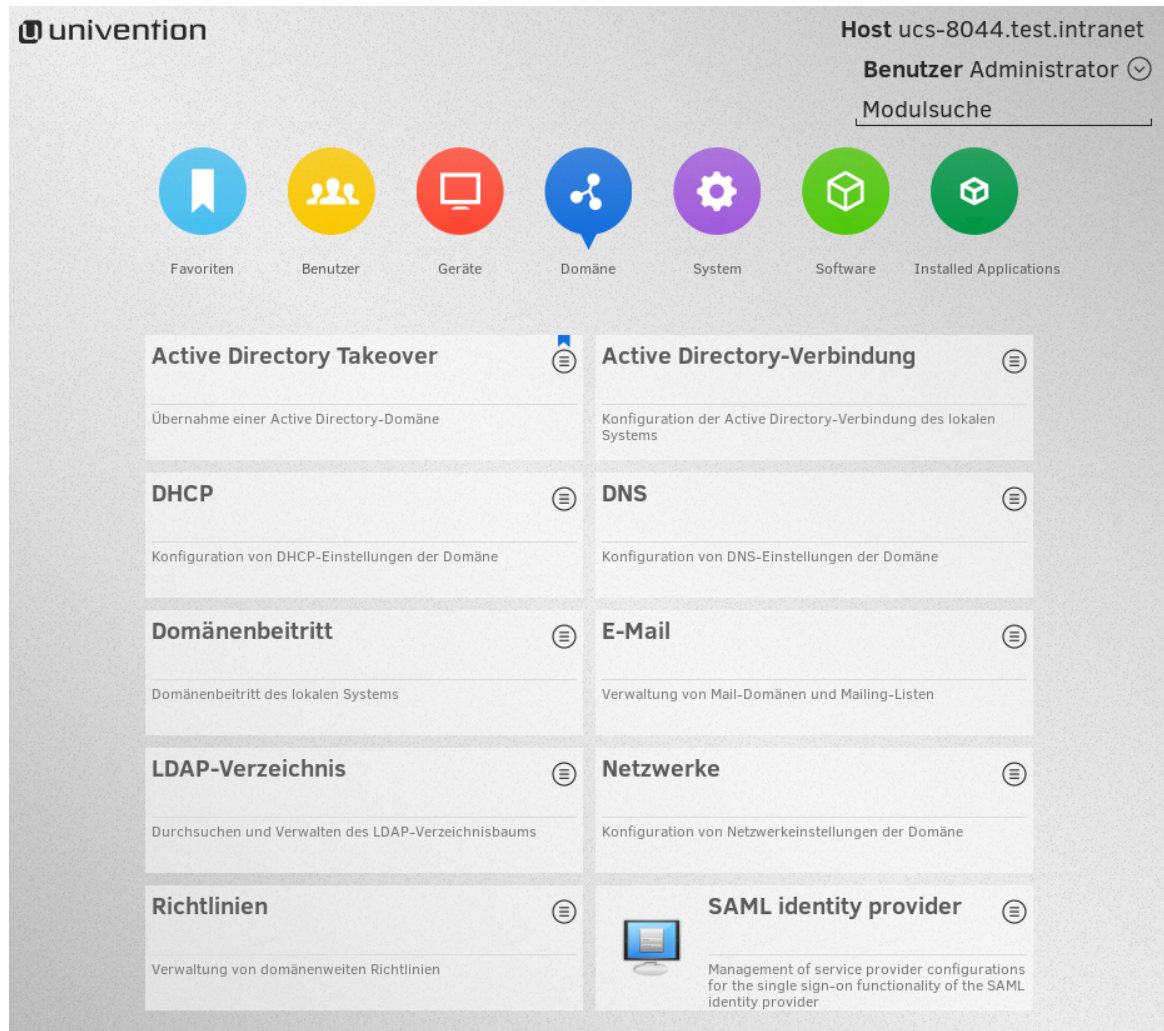 univention
Host ucs-8044.test.intranet
Benutzer Administrator
Modulsuche
Favoriten
Benutzer
Geräte
Domäne
System
Software
Installed Applications
Active Directory Takeover
Übernahme einer Active Directory-Domäne
Active Directory-Verbindung
Konfiguration der Active Directory-Verbindung des lokalen
Systems
DHCP
Konfiguration von DHCP-Einstellungen der Domäne
DNS
Konfiguration von DNS-Einstellungen der Domäne
Domänenbeitritt
Domänenbeitritt des lokalen Systems
E-Mail
Verwaltung von Mail-Domänen und Mailing-Listen
LDAP-Verzeichnis
Durchsuchen und Verwalten des LDAP-Verzeichnisbaums
Netzwerke
Konfiguration von Netzwerkeinstellungen der Domäne
Richtlinien
Verwaltung von domänenweiten Richtlinien
SAML identity provider
Management of service provider configurations
for the single sign-on functionality of the SAML
identity provider